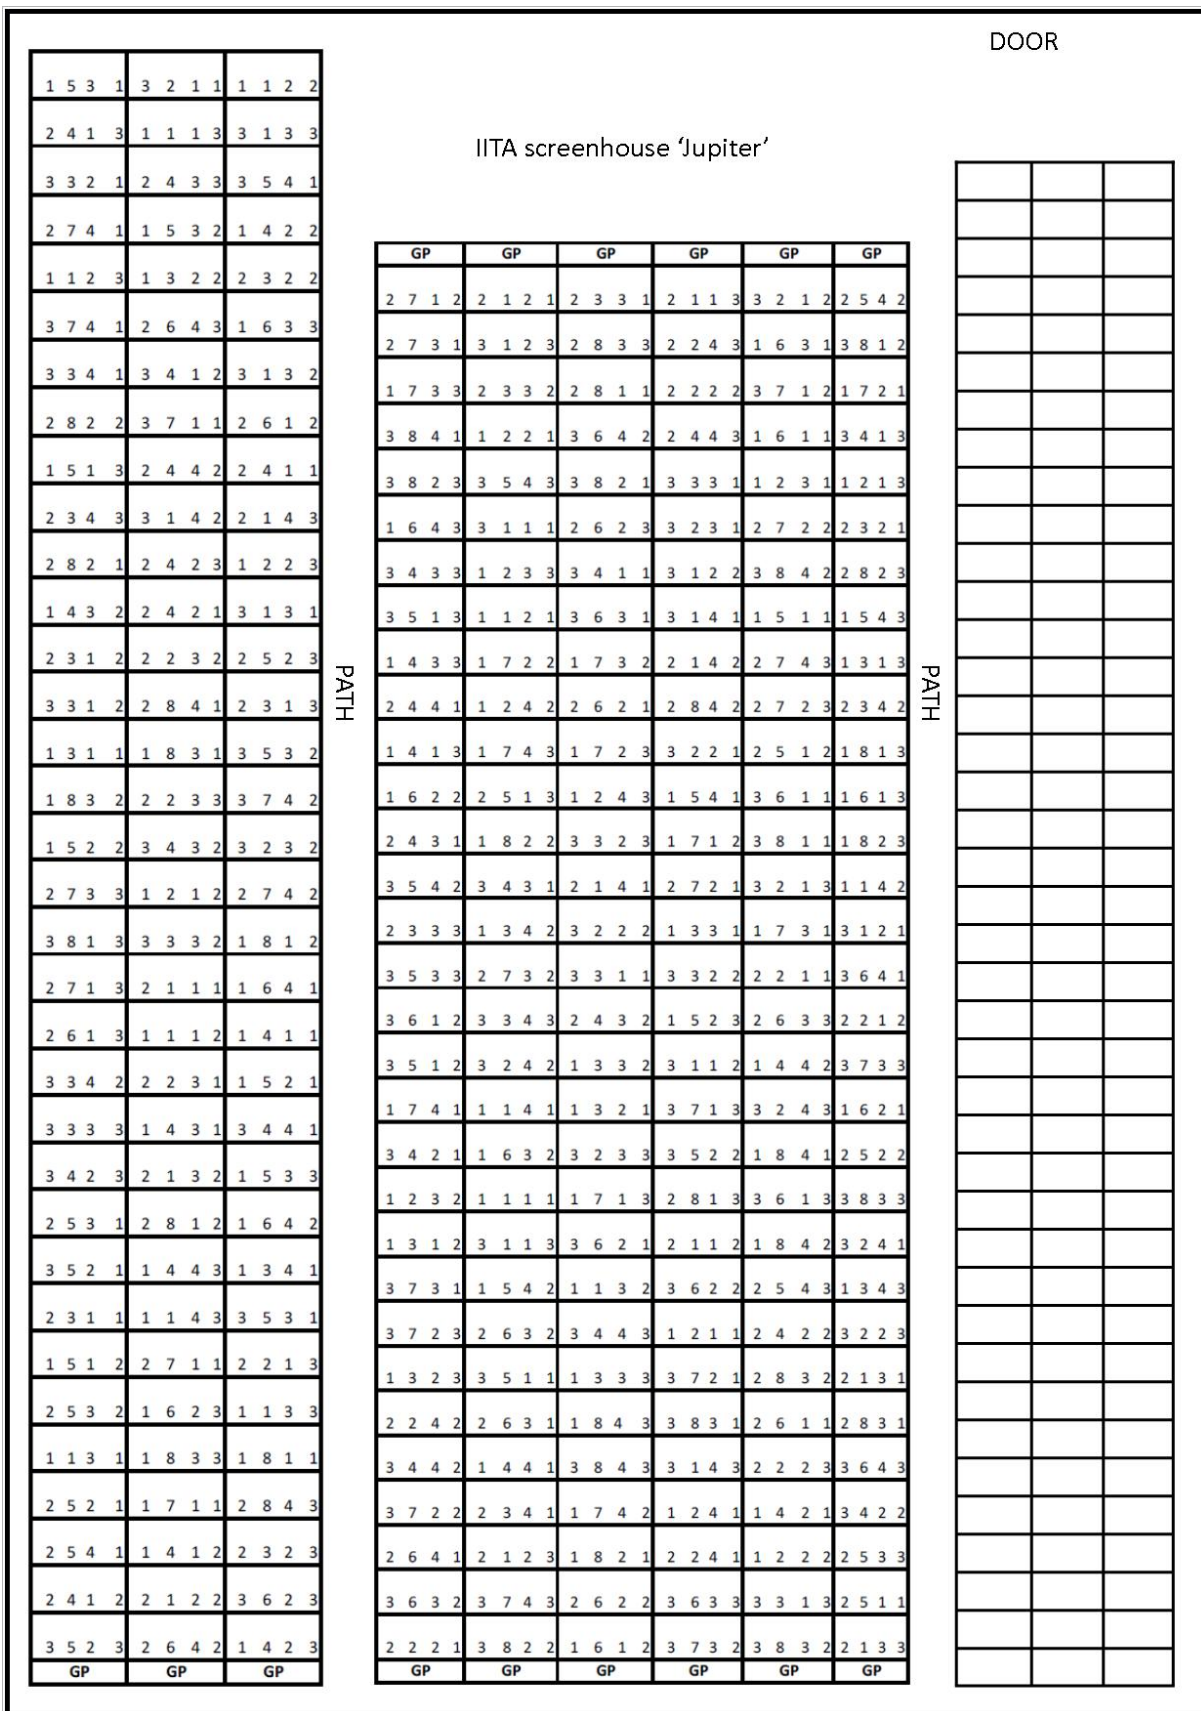 DOOR
IITA screenhouse 'Jupiter'
1 5 3 1 3 2 1 1 1 1 2 2
2 4 1 3 1 1 1 3 3 1 3 3
3 3 2 1 2 4 3 3 3 5 4 1
2 7 4 1 1 5 3 2 1 4 2 2
1 1 2 3 1 3 2 2 2 3 2 2
3 7 4 1 2 6 4 3 1 6 3 3
3 3 4 1 3 4 1 2 3 1 3 2
2 8 2 2 3 7 1 1 2 6 1 2
1 5 1 3 2 4 4 2 2 4 1 1
2 3 4 3 3 1 4 2 2 1 4 3
2 8 2 1 2 4 2 3 1 2 2 3
1 4 3 2 2 4 2 1 3 1 3 1
2 3 1 2 2 2 3 2 2 5 2 3
3 3 1 2 2 8 4 1 2 3 1 3
1 3 1 1 1 8 3 1 3 5 3 2
1 8 3 2 2 2 3 3 3 7 4 2
1 5 2 2 3 4 3 2 3 2 3 2
2 7 3 3 1 2 1 2 2 7 4 2
3 8 1 3 3 3 3 2 1 8 1 2
2 7 1 3 2 1 1 1 1 6 4 1
2 6 1 3 1 1 1 2 1 4 1 1
3 3 4 2 2 2 3 1 1 5 2 1
3 3 3 3 1 4 3 1 3 4 4 1
3 4 2 3 2 1 3 2 1 5 3 3
2 5 3 1 2 8 1 2 1 6 4 2
3 5 2 1 1 4 4 3 1 3 4 1
2 3 1 1 1 1 4 3 3 5 3 1
1 5 1 2 2 7 1 1 2 2 1 3
2 5 3 2 1 6 2 3 1 1 3 3
1 1 3 1 1 8 3 3 1 8 1 1
2 5 2 1 1 7 1 1 2 8 4 3
2 5 4 1 1 4 1 2 2 3 2 3
2 4 1 2 2 1 2 2 3 6 2 3
3 5 2 3 2 6 4 2 1 4 2 3
GP GP GP
PATH
GP GP GP GP GP GP
2 7 1 2 2 1 2 1 2 3 3 1 2 1 1 3 3 2 1 2 2 5 4 2
2 7 3 1 3 1 2 3 2 8 3 3 2 2 4 3 1 6 3 1 3 8 1 2
1 7 3 3 2 3 3 2 2 8 1 1 2 2 2 2 3 7 1 2 1 7 2 1
3 8 4 1 1 2 2 1 3 6 4 2 2 4 4 3 1 6 1 1 3 4 1 3
3 8 2 3 3 5 4 3 3 8 2 1 3 3 3 1 1 2 3 1 1 2 1 3
1 6 4 3 3 1 1 1 2 6 2 3 3 2 3 1 2 7 2 2 2 3 2 1
3 4 3 3 1 2 3 3 3 4 1 1 3 1 2 2 3 8 4 2 2 8 2 3
3 5 1 3 1 1 2 1 3 6 3 1 3 1 4 1 1 5 1 1 1 5 4 3
1 4 3 3 1 7 2 2 1 7 3 2 2 1 4 2 2 7 4 3 1 3 1 3
2 4 4 1 1 2 4 2 2 6 2 1 2 8 4 2 2 7 2 3 2 3 4 2
1 4 1 3 1 7 4 3 1 7 2 3 3 2 2 1 2 5 1 2 1 8 1 3
1 6 2 2 2 5 1 3 1 2 4 3 1 5 4 1 3 6 1 1 1 6 1 3
2 4 3 1 1 8 2 2 3 3 2 3 1 7 1 2 3 8 1 1 1 8 2 3
3 5 4 2 3 4 3 1 2 1 4 1 2 7 2 1 3 2 1 3 1 1 4 2
2 3 3 3 1 3 4 2 3 2 2 2 1 3 3 1 1 7 3 1 3 1 2 1
3 5 3 3 2 7 3 2 3 3 1 1 3 3 2 2 2 2 1 1 3 6 4 1
3 6 1 2 3 3 4 3 2 4 3 2 1 5 2 3 2 6 3 3 2 2 1 2
3 5 1 2 3 2 4 2 1 3 3 2 3 1 1 2 1 4 4 2 3 7 3 3
1 7 4 1 1 1 4 1 1 3 2 1 3 7 1 3 3 2 4 3 1 6 2 1
3 4 2 1 1 6 3 2 3 2 3 3 3 5 2 2 1 8 4 1 2 5 2 2
1 2 3 2 1 1 1 1 1 7 1 3 2 8 1 3 3 6 1 3 3 8 3 3
1 3 1 2 3 1 1 3 3 6 2 1 2 1 1 2 1 8 4 2 3 2 4 1
3 7 3 1 1 5 4 2 1 1 3 2 3 6 2 2 2 5 4 3 1 3 4 3
3 7 2 3 2 6 3 2 3 4 4 3 1 2 1 1 2 4 2 2 3 2 2 3
1 3 2 3 3 5 1 1 1 3 3 3 3 7 2 1 2 8 3 2 2 1 3 1
2 2 4 2 2 6 3 1 1 8 4 3 3 8 3 1 2 6 1 1 2 8 3 1
3 4 4 2 1 4 4 1 3 8 4 3 3 1 4 3 2 2 2 3 3 6 4 3
3 7 2 2 2 3 4 1 1 7 4 2 1 2 4 1 1 4 2 1 3 4 2 2
2 6 4 1 2 1 2 3 1 8 2 1 2 2 4 1 1 2 2 2 2 5 3 3
3 6 3 2 3 7 4 3 2 6 2 2 3 6 3 3 3 3 1 3 2 5 1 1
2 2 2 1 3 8 2 2 1 6 1 2 3 7 3 2 3 8 3 2 2 1 3 3
GP GP GP GP GP GP
PATH